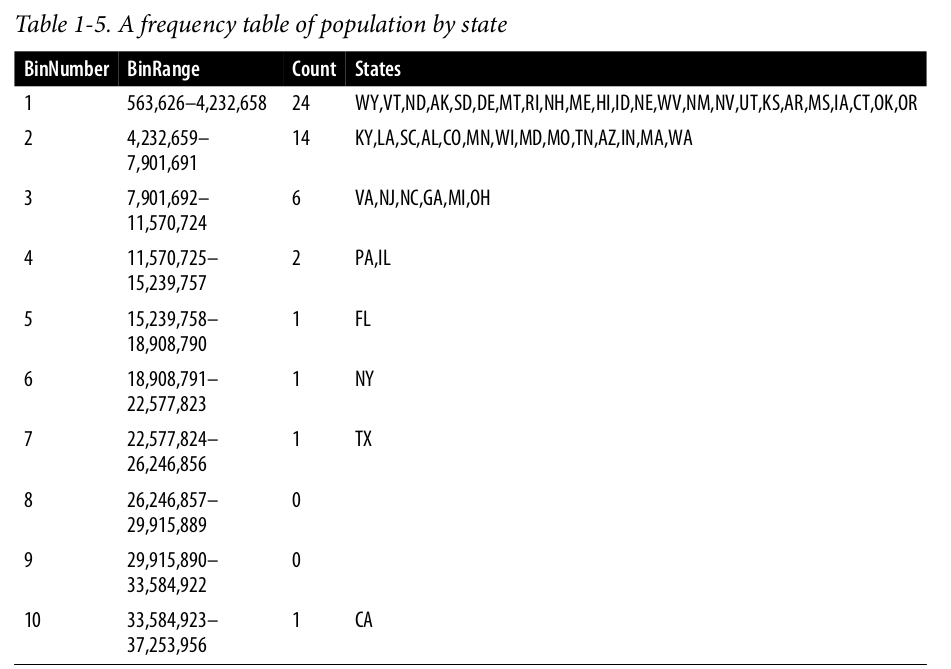 Table 1-5. A frequency table of population by state
BinNumber BinRange Count States
1 563,626–4,232,658 24 WY,VT,ND,AK,SD,DE,MT,RI,NH,ME,HI,ID,NE,WV,NM,NV,UT,KS,AR,MS,IA,CT,OK,OR
2 4,232,659– 14 KY,LA,SC,AL,CO,MN,WI,MD,MO,TN,AZ,IN,MA,WA
7,901,691
3 7,901,692– 6 VA,NJ,NC,GA,MI,OH
11,570,724
4 11,570,725– 2 PA,IL
15,239,757
5 15,239,758– 1 FL
18,908,790
6 18,908,791– 1 NY
22,577,823
7 22,577,824– 1 TX
26,246,856
8 26,246,857– 0
29,915,889
9 29,915,890– 0
33,584,922
10 33,584,923– 1 CA
37,253,956